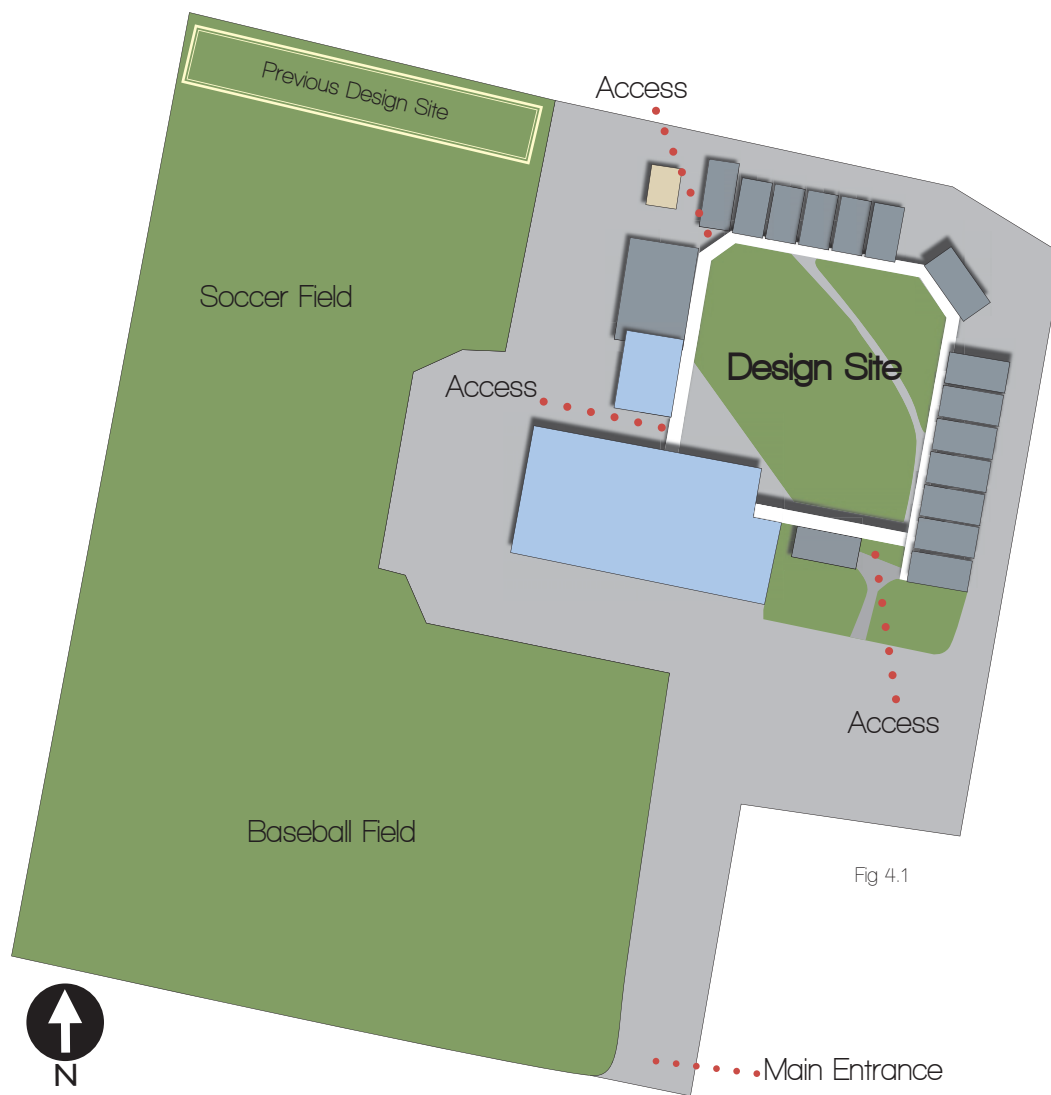 Previous Design Site
Access
Soccer Field
Design Site
Access
Access
Baseball Field
Fig 4.1
N
Main Entrance